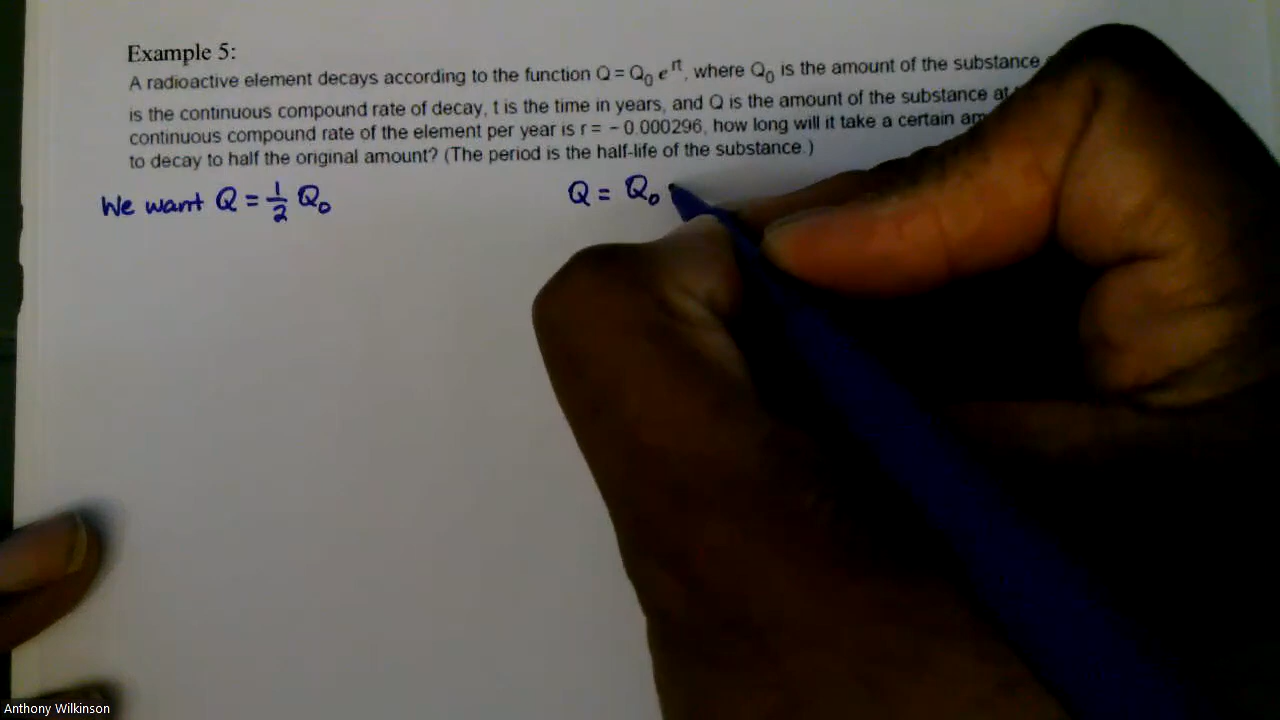 Example 5:
A radioactive element decays according to the function Q = Q₀ e^rt, where Q₀ is the amount of the substance
is the continuous compound rate of decay, t is the time in years, and Q is the amount of the substance at
continuous compound rate of the element per year is r = − 0.000296, how long will it take a certain
to decay to half the original amount? (The period is the half-life of the substance.)
We want Q = 1/2 Q₀
Q = Q₀
Anthony Wilkinson